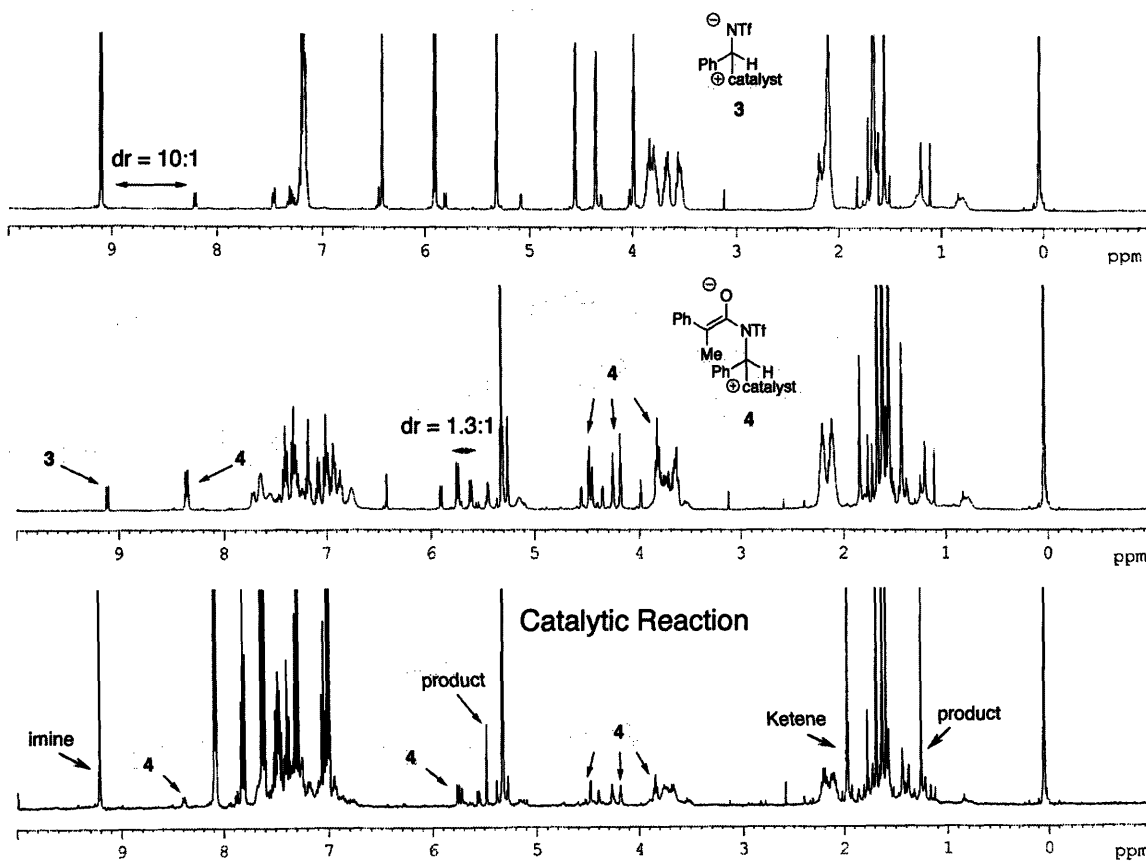 ⊖
NTf
Ph H
⊕ catalyst
3
dr = 10:1
9 8 7 6 5 4 3 2 1 0 ppm
⊖
O
Ph
NTf
Me
Ph H
⊕ catalyst
4
4
dr = 1.3:1
3 4
9 8 7 6 5 4 3 2 1 0 ppm
Catalytic Reaction
product
Ketene product
imine
4 4 4
9 8 7 6 5 4 3 2 1 0 ppm